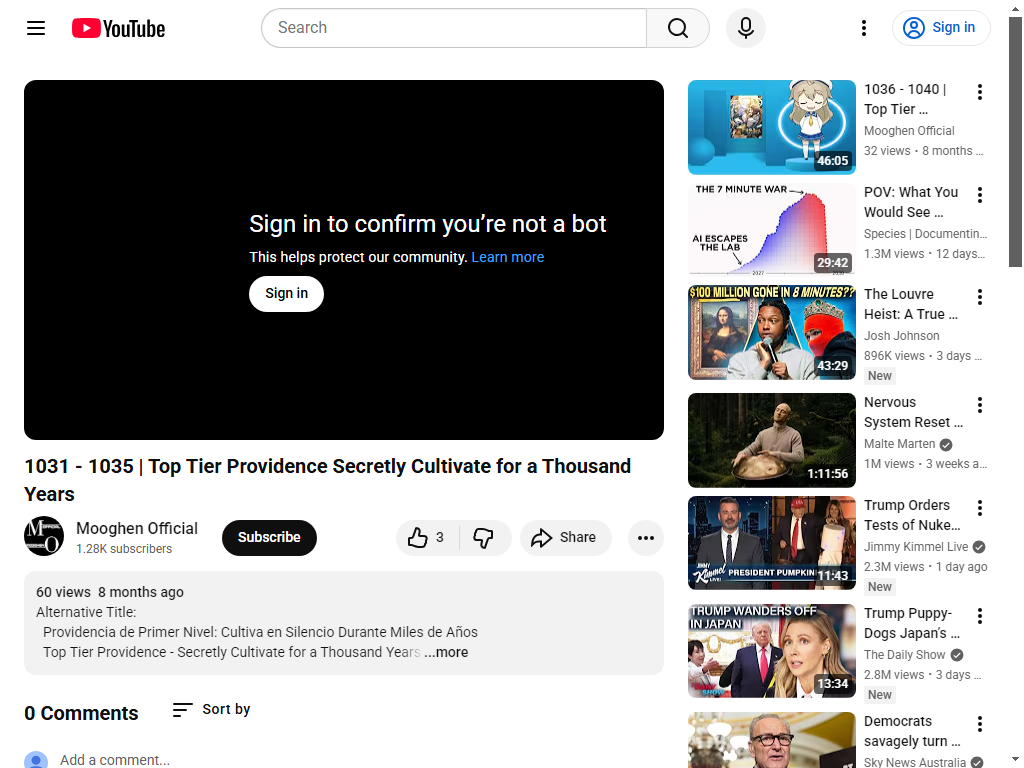 YouTube
Search
Sign in
Sign in to confirm you’re not a bot
This helps protect our community. Learn more
Sign in
1031 - 1035 | Top Tier Providence Secretly Cultivate for a Thousand
Years
Mooghen Official
1.28K subscribers
Subscribe
3
Share
60 views 8 months ago
Alternative Title:
Providencia de Primer Nivel: Cultiva en Silencio Durante Miles de Años
Top Tier Providence - Secretly Cultivate for a Thousand Years ...more
0 Comments
Sort by
Add a comment...
46:05
1036 - 1040 |
Top Tier ...
Mooghen Official
32 views • 8 months ...
THE 7 MINUTE WAR
AI ESCAPES
THE LAB
2027
29:42
POV: What You
Would See ...
Species | Documentin...
1.3M views • 12 days...
$100 MILLION GONE IN 8 MINUTES??
43:29
The Louvre
Heist: A True ...
Josh Johnson
896K views • 3 days ...
New
1:11:56
Nervous
System Reset ...
Malte Marten
1M views • 3 weeks a...
JIMMY
Kimmel
LIVE!
PRESIDENT PUMPKIN
11:43
Trump Orders
Tests of Nuke...
Jimmy Kimmel Live
2.3M views • 1 day ago
New
TRUMP WANDERS OFF
IN JAPAN
13:34
Trump Puppy-
Dogs Japan’s ...
The Daily Show
2.8M views • 3 days ...
New
Democrats
savagely turn ...
Sky News Australia